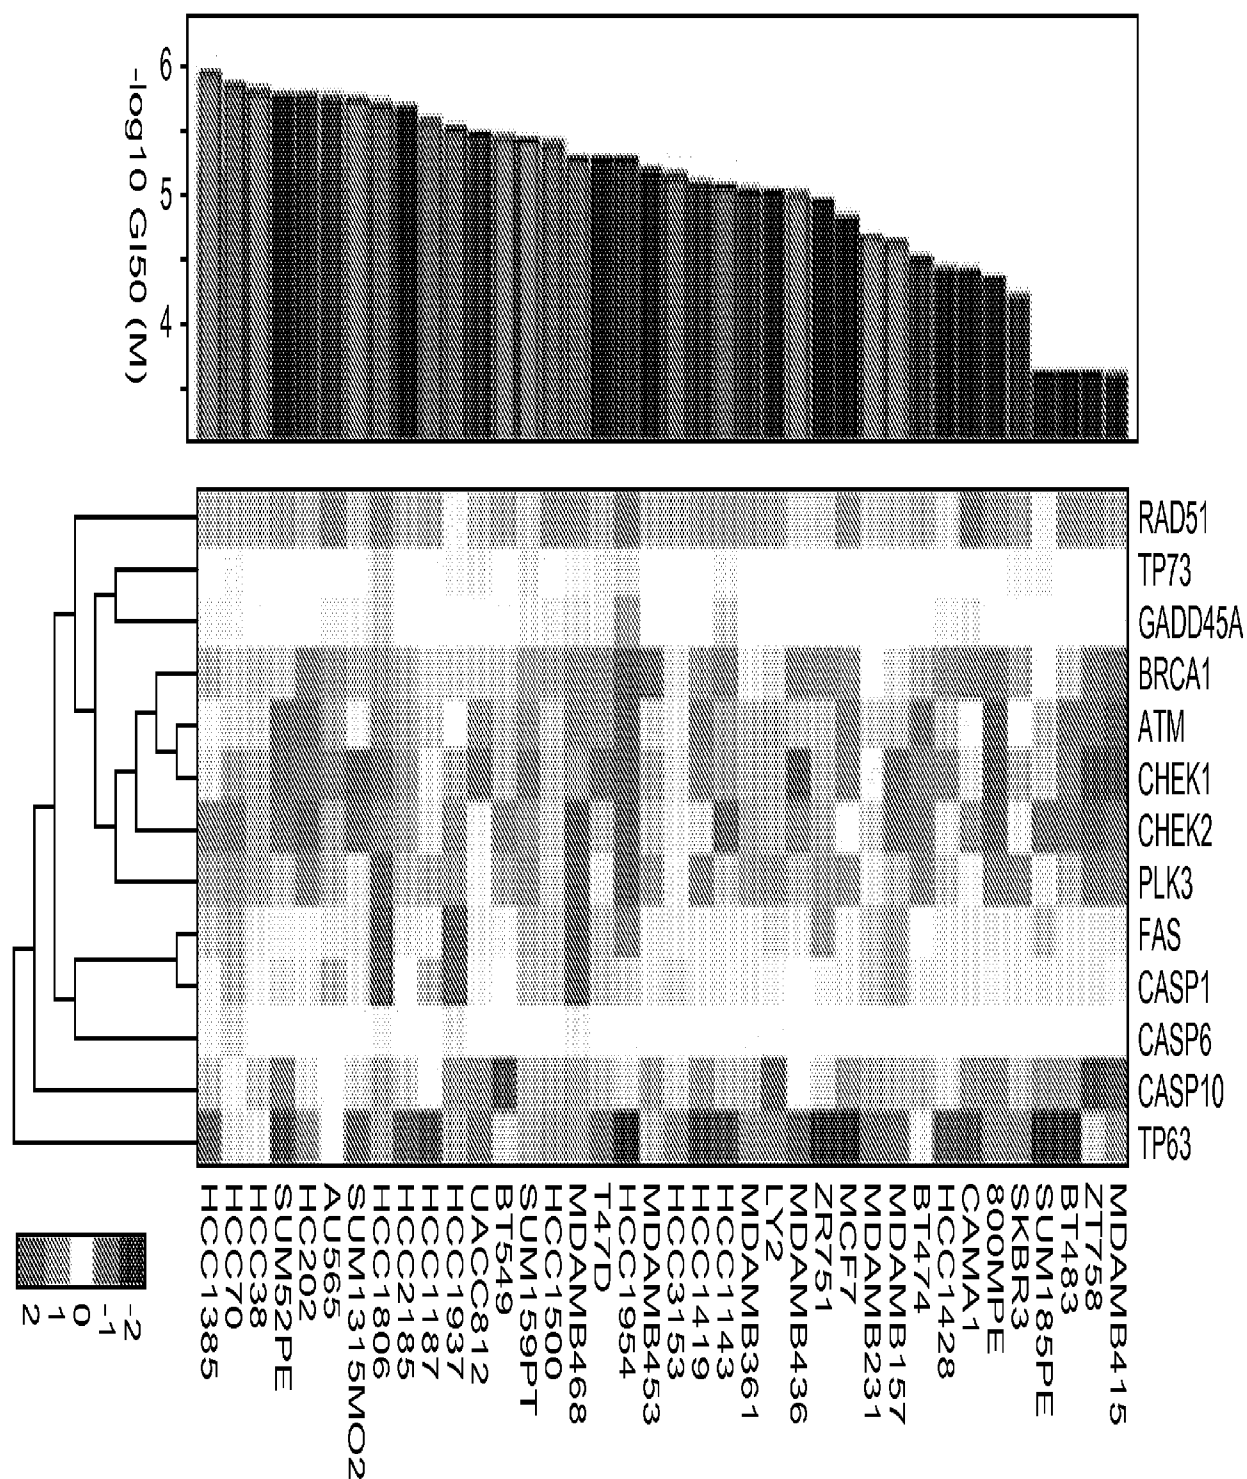 6
5
4
-log10 GI50 (M)
RAD51
TP73
GADD45A
BRCA1
ATM
CHEK1
CHEK2
PLK3
FAS
CASP1
CASP6
CASP10
TP63
HCC1385
HCC70
HCC38
SUM52PE
HC202
AU565
SUM1315MO2
HCC1806
HCC2185
HCC1187
HCC1937
UACC812
BT549
SUM159PT
HCC1500
MDAMB468
T47D
HCC1954
MDAMB453
HCC3153
HCC1419
HCC1143
MDAMB361
LY2
MDAMB436
ZR751
MCF7
MDAMB231
MDAMB157
BT474
HCC1428
CAMA1
800MPE
SKBR3
SUM185PE
BT483
ZT758
MDAMB415
2
1
0
-1
-2